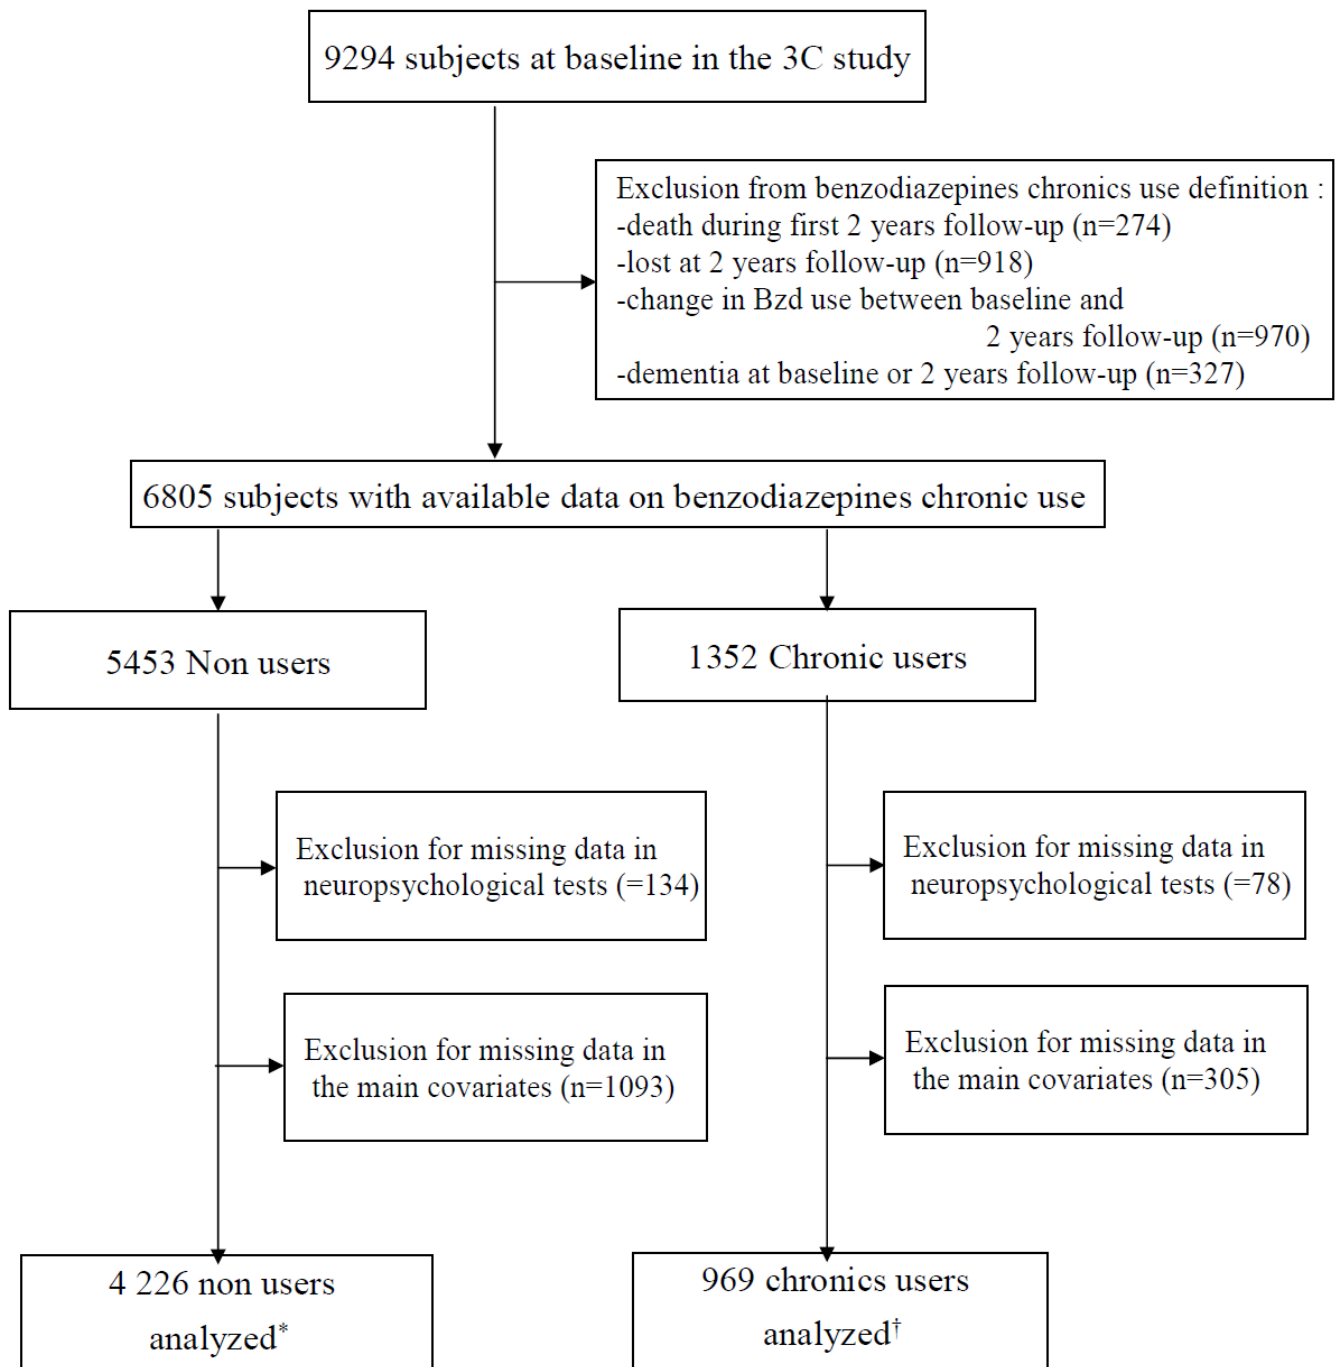 9294 subjects at baseline in the 3C study
Exclusion from benzodiazepines chronics use definition :
-death during first 2 years follow-up (n=274)
-lost at 2 years follow-up (n=918)
-change in Bzd use between baseline and
2 years follow-up (n=970)
-dementia at baseline or 2 years follow-up (n=327)
6805 subjects with available data on benzodiazepines chronic use
5453 Non users
1352 Chronic users
Exclusion for missing data in
neuropsychological tests (=134)
Exclusion for missing data in
neuropsychological tests (=78)
Exclusion for missing data in
the main covariates (n=1093)
Exclusion for missing data in
the main covariates (n=305)
4 226 non users
analyzed*
969 chronics users
analyzed†